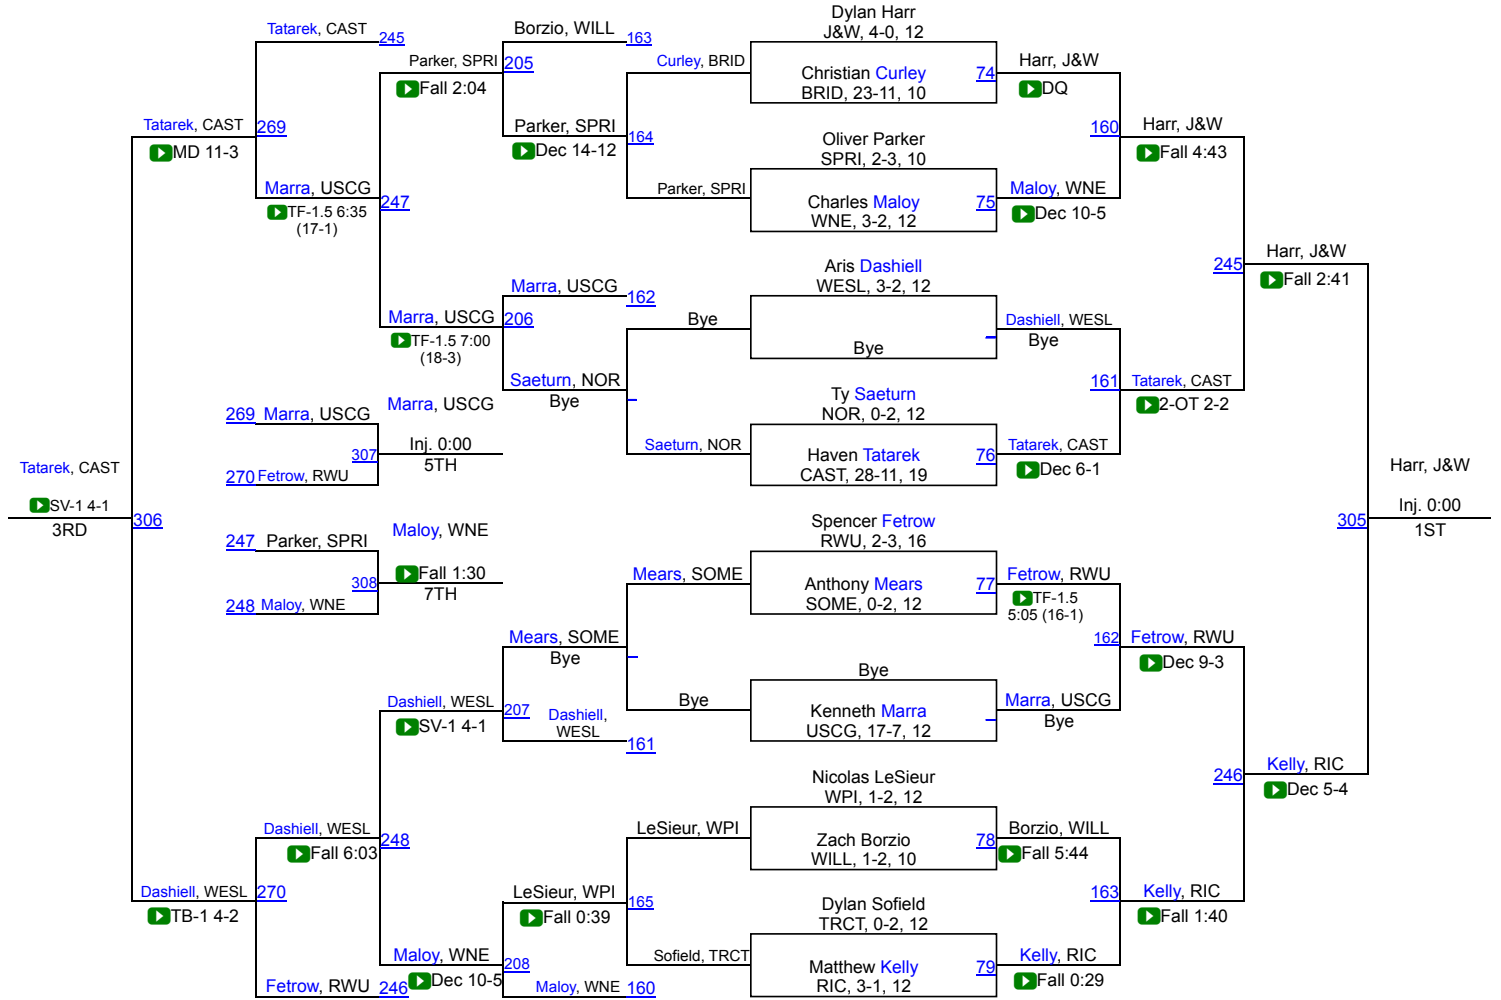 Dylan Harr
J&W, 4-0, 12
Tatarek, CAST 245
Borzio, WILL 163
Parker, SPRI 205
Fall 2:04
Curley, BRID
Christian Curley 74
BRID, 23-11, 10
Harr, J&W
DQ
Tatarek, CAST 269
MD 11-3
Parker, SPRI 164
Dec 14-12
Oliver Parker
SPRI, 2-3, 10
160 Harr, J&W
Fall 4:43
Marra, USCG 247
TF-1.5 6:35
(17-1)
Parker, SPRI
Charles Maloy 75
WNE, 3-2, 12
Maloy, WNE
Dec 10-5
Aris Dashiell
WESL, 3-2, 12
245 Harr, J&W
Fall 2:41
Marra, USCG 162
Marra, USCG 206
TF-1.5 7:00
(18-3)
Bye
Bye
Dashiell, WESL
Bye
Saeturn, NOR
Bye
Ty Saeturn
NOR, 0-2, 12
161 Tatarek, CAST
2-OT 2-2
269 Marra, USCG
Marra, USCG
307
Inj. 0:00
5TH
270 Fetrow, RWU
Saeturn, NOR
Haven Tatarek 76
CAST, 28-11, 19
Tatarek, CAST
Dec 6-1
Tatarek, CAST
SV-1 4-1
3RD
306
Harr, J&W
305
Inj. 0:00
1ST
Spencer Fetrow
RWU, 2-3, 16
247 Parker, SPRI
Maloy, WNE
308
Fall 1:30
7TH
248 Maloy, WNE
Mears, SOME
Anthony Mears 77
SOME, 0-2, 12
Fetrow, RWU
TF-1.5
5:05 (16-1)
Mears, SOME
Bye
162 Fetrow, RWU
Dec 9-3
Bye
Dashiell, WESL 207
SV-1 4-1
Dashiell,
WESL
161
Bye
Kenneth Marra
USCG, 17-7, 12
Marra, USCG
Bye
246 Kelly, RIC
Dec 5-4
Nicolas LeSieur
WPI, 1-2, 12
Dashiell, WESL 248
Fall 6:03
LeSieur, WPI
Zach Borzio 78
WILL, 1-2, 10
Borzio, WILL
Fall 5:44
Dashiell, WESL 270
TB-1 4-2
LeSieur, WPI 165
Fall 0:39
Dylan Sofield
TRCT, 0-2, 12
163 Kelly, RIC
Fall 1:40
Maloy, WNE 208
Dec 10-5
Sofield, TRCT
Matthew Kelly 79
RIC, 3-1, 12
Kelly, RIC
Fall 0:29
Fetrow, RWU 246
Maloy, WNE 160